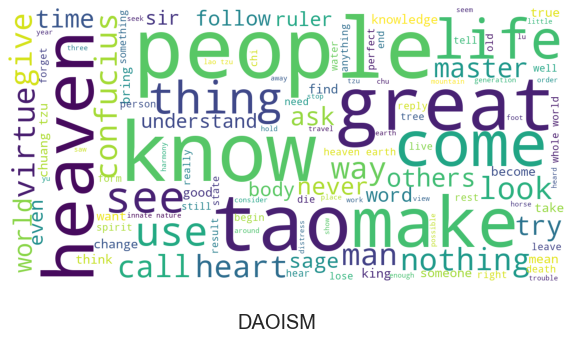 time
sir
follow
ruler
knowledge
seem
true
little
year
three
seek
lao tzu
chi
perfect
end
tell
old
lu
forget
something
water
anything
heaven
people
life
give
confucius
bring
person
thing
great
master
well
away
tzu
chu
mountain
generation
order
virtue
understand
find
need
stop
ask
reply
tree
foot
whole world
chuang tzu
law
know
hold
travel
earth
come
live
heaven earth
way
others
become
heard
world
even
yu
form
harmony
really
see
good
body
never
word
look
take
want
innate nature
still
state
die
place
work
view
rest
horse
spirit
use
consider
tao
make
try
change
result
begin
around
show
distress
man
possible
nothing
leave
think
call
heart
sage
hear
lose
king
enough
someone
right
mean
death
trouble
DAOISM